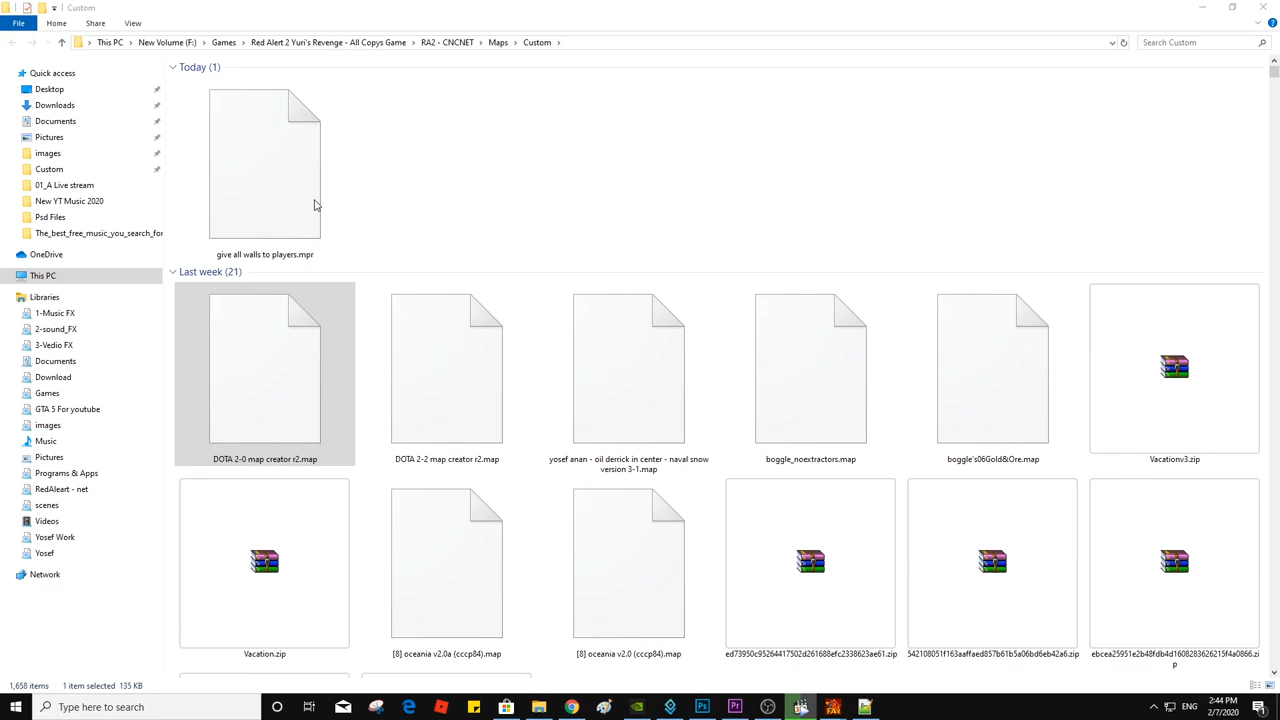 Custom
File
Home
Share
View
This PC
New Volume (F:)
Games
Red Alert 2 Yuri's Revenge - All Copys Game
RA2 - CNCNET
Maps
Custom
Search Custom
Quick access
Desktop
Downloads
Documents
Pictures
images
Custom
01_A Live stream
New YT Music 2020
Psd Files
The_best_free_music_you_search_for
OneDrive
This PC
Libraries
1-Music FX
2-sound_FX
3-Vedio FX
Documents
Download
Games
GTA 5 For youtube
images
Music
Pictures
Programs & Apps
RedAleart - net
scenes
Videos
Yosef Work
Yosef
Network
Today (1)
give all walls to players.mpr
Last week (21)
DOTA 2-0 map creator r2.map
DOTA 2-2 map creator r2.map
yosef anan - oil derrick in center - naval snow
version 3-1.map
boggle_noextractors.map
boggle's06Gold&Ore.map
Vacationv3.zip
Vacation.zip
[8] oceania v2.0a (cccp84).map
[8] oceania v2.0 (cccp84).map
ed73950c95264417502d261688efc2338623ae61.zip
542108051f163aaffaed857b61b5a06bd6eb42a6.zip
ebcea25951e2b48fdb4d1608283626215f4a0866.zi
p
1,658 items
1 item selected 135 KB
Type here to search
2:44 PM
2/7/2020